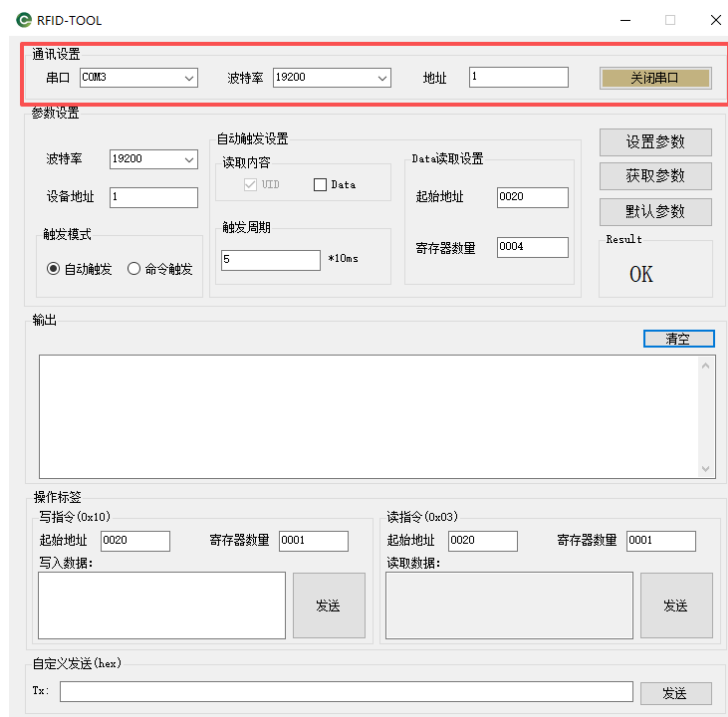 RFID-TOOL
通讯设置
串口 COM3 波特率 19200 地址 1 关闭串口
参数设置
波特率 19200
设备地址 1
触发模式
自动触发 命令触发
自动触发设置
读取内容
UID Data
触发周期
5 *10ms
Data读取设置
起始地址 0020
寄存器数量 0004
设置参数
获取参数
默认参数
Result
OK
输出
清空
操作标签
写指令(0x10)
起始地址 0020 寄存器数量 0001
写入数据:
发送
读指令(0x03)
起始地址 0020 寄存器数量 0001
读取数据:
发送
自定义发送(hex)
Tx: 发送